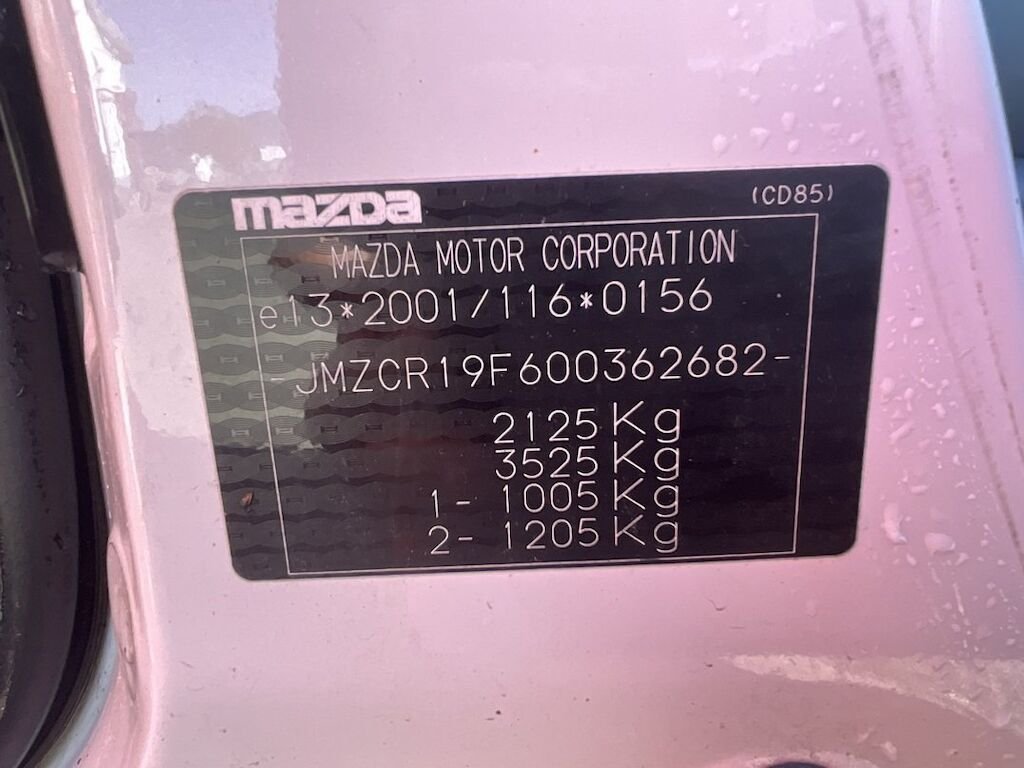 mazda
(CD85)
MAZDA MOTOR CORPORATION
e13*2001/116*0156
-JMZCR19F600362682-
2125 Kg
3525 Kg
1- 1005 Kg
2- 1205 Kg